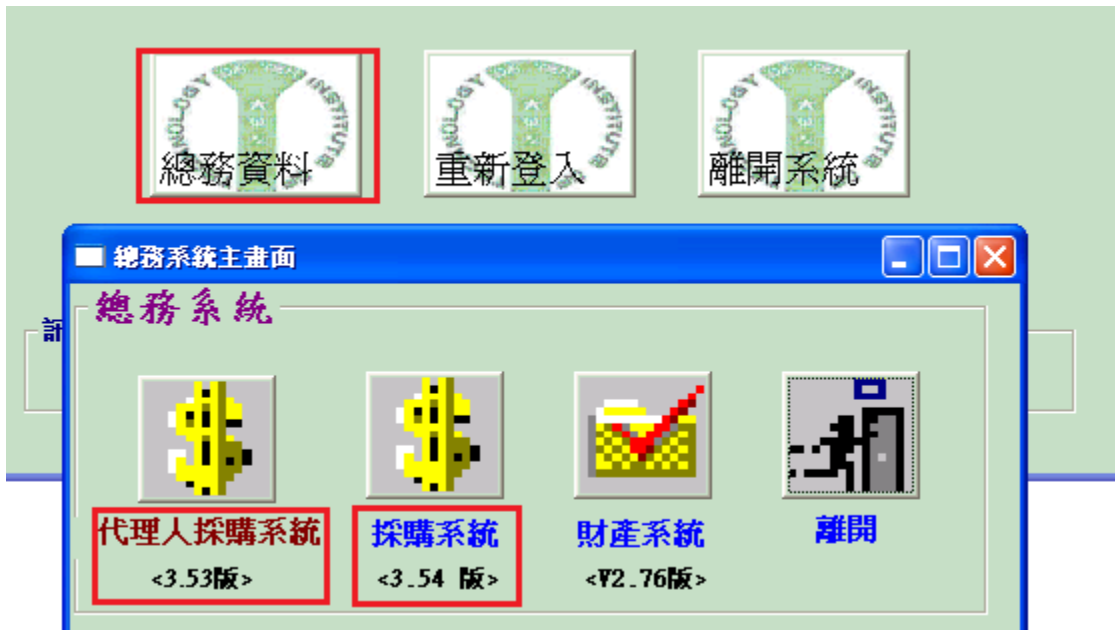 總務資料
重新登入
離開系統
總務系統主畫面
總務系統
代理人採購系統
採購系統
財產系統
離開
<3.53版>
<3.54 版>
<V2.76版>